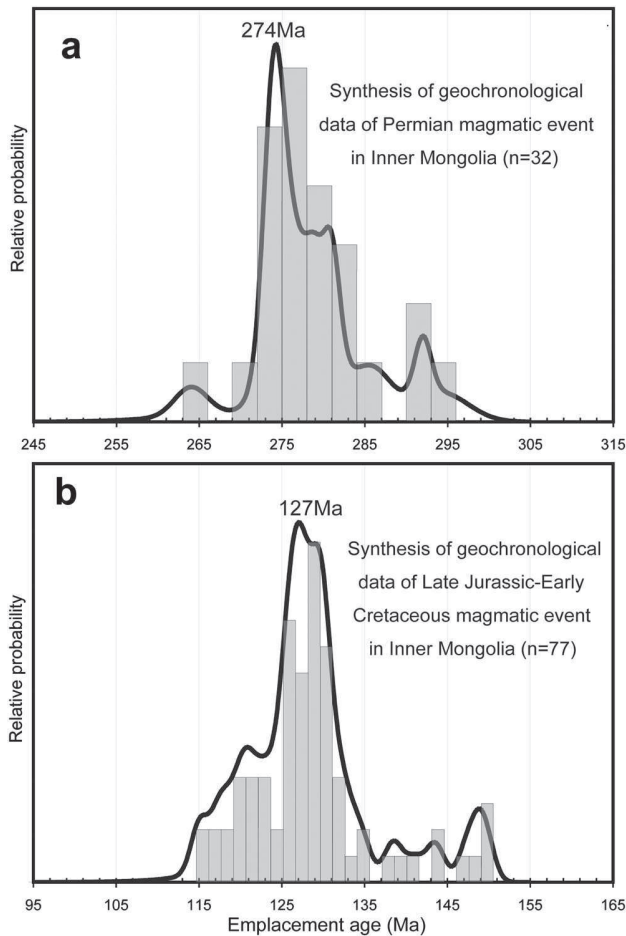 a
274Ma
Synthesis of geochronological
data of Permian magmatic event
in Inner Mongolia (n=32)
Relative probability
245 255 265 275 285 295 305 315
b
127Ma
Synthesis of geochronological
data of Late Jurassic-Early
Cretaceous magmatic event
in Inner Mongolia (n=77)
Relative probability
95 105 115 125 135 145 155 165
Emplacement age (Ma)